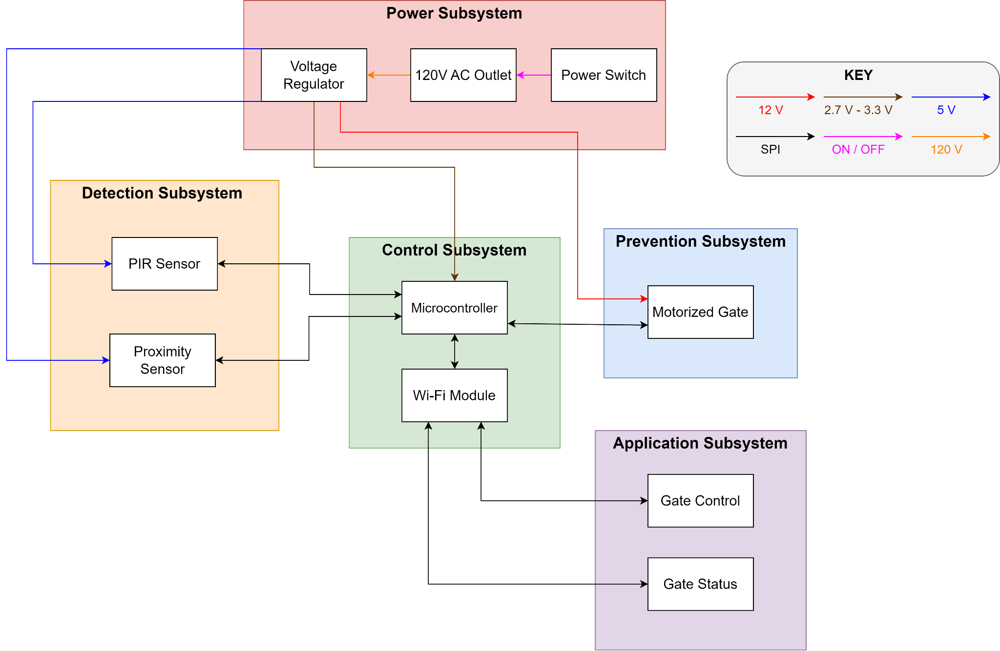 Power Subsystem
Voltage
Regulator
120V AC Outlet
Power Switch
KEY
12 V
2.7 V - 3.3 V
5 V
SPI
ON / OFF
120 V
Detection Subsystem
PIR Sensor
Proximity
Sensor
Control Subsystem
Microcontroller
Wi-Fi Module
Prevention Subsystem
Motorized Gate
Application Subsystem
Gate Control
Gate Status